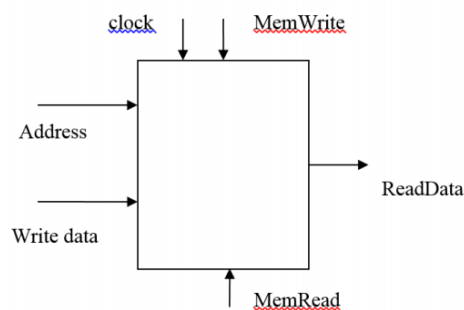 clock
MemWrite
Address
ReadData
Write data
MemRead